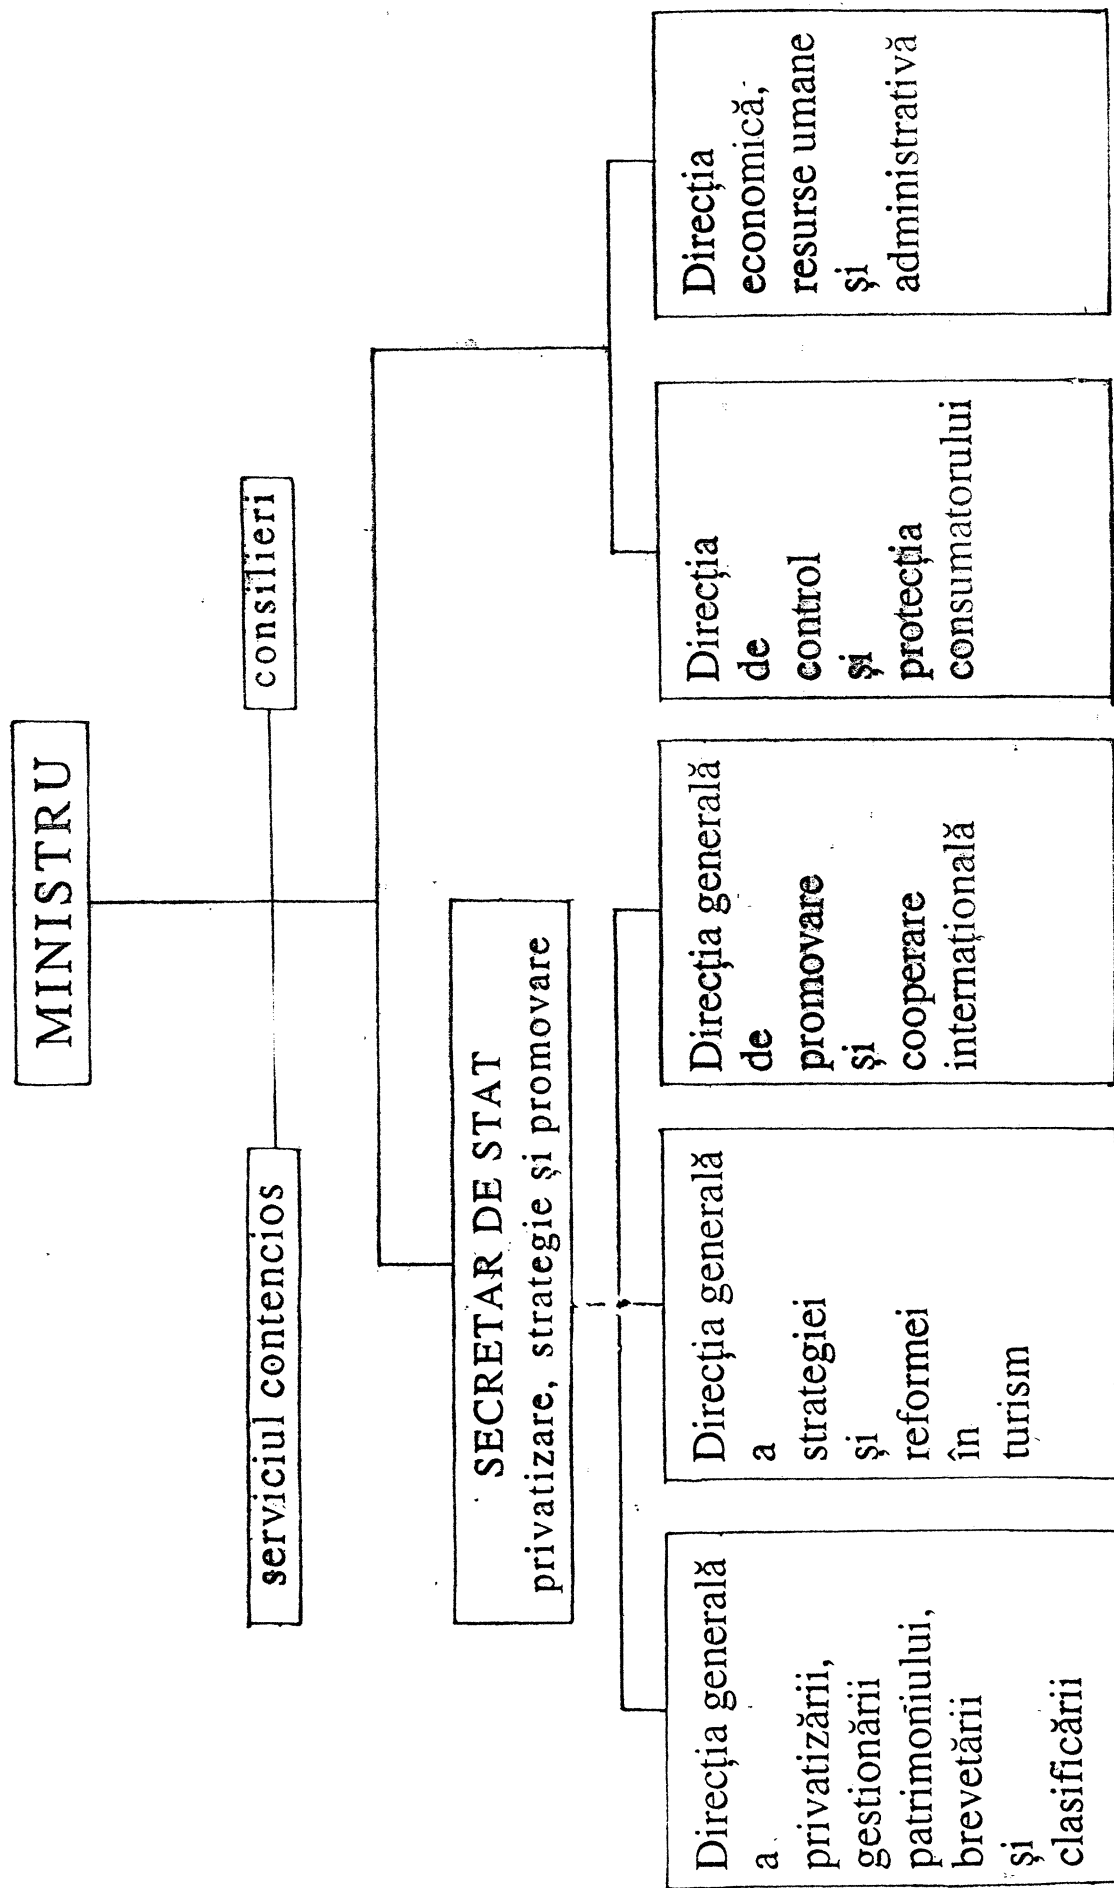 MINISTRU
serviciul contencios
consilieri
SECRETAR DE STAT
privatizare, strategie și promovare
Direcția generală
a
privatizării,
gestionării
patrimoniului,
brevetării
și
clasificării
Direcția generală
a
strategiei
și
reformei
în
turism
Direcția generală
de
promovare
și
cooperare
internațională
Direcția
de
control
și
protecția
consumatorului
Direcția
economică,
resurse umane
și
administrativă